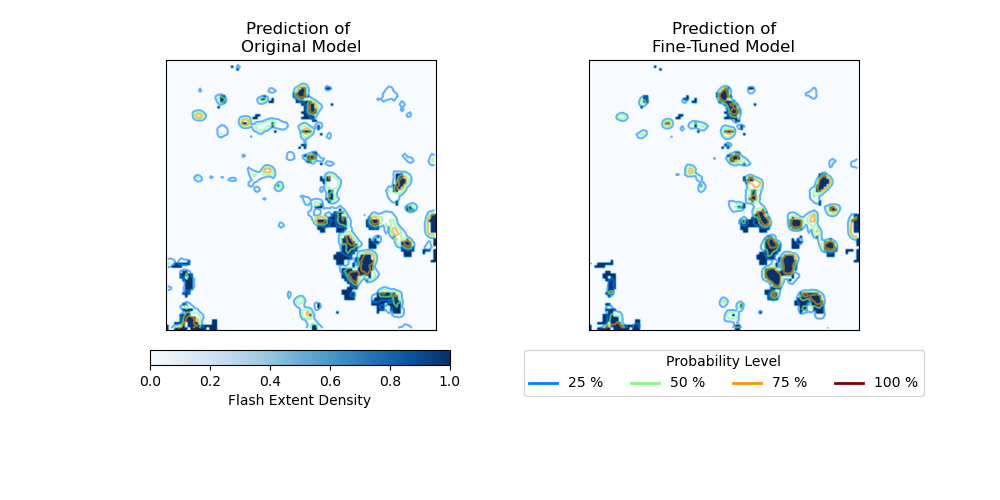 Prediction of
Original Model
Prediction of
Fine-Tuned Model
0.0 0.2 0.4 0.6 0.8 1.0
Flash Extent Density
Probability Level
25 % 50 % 75 % 100 %